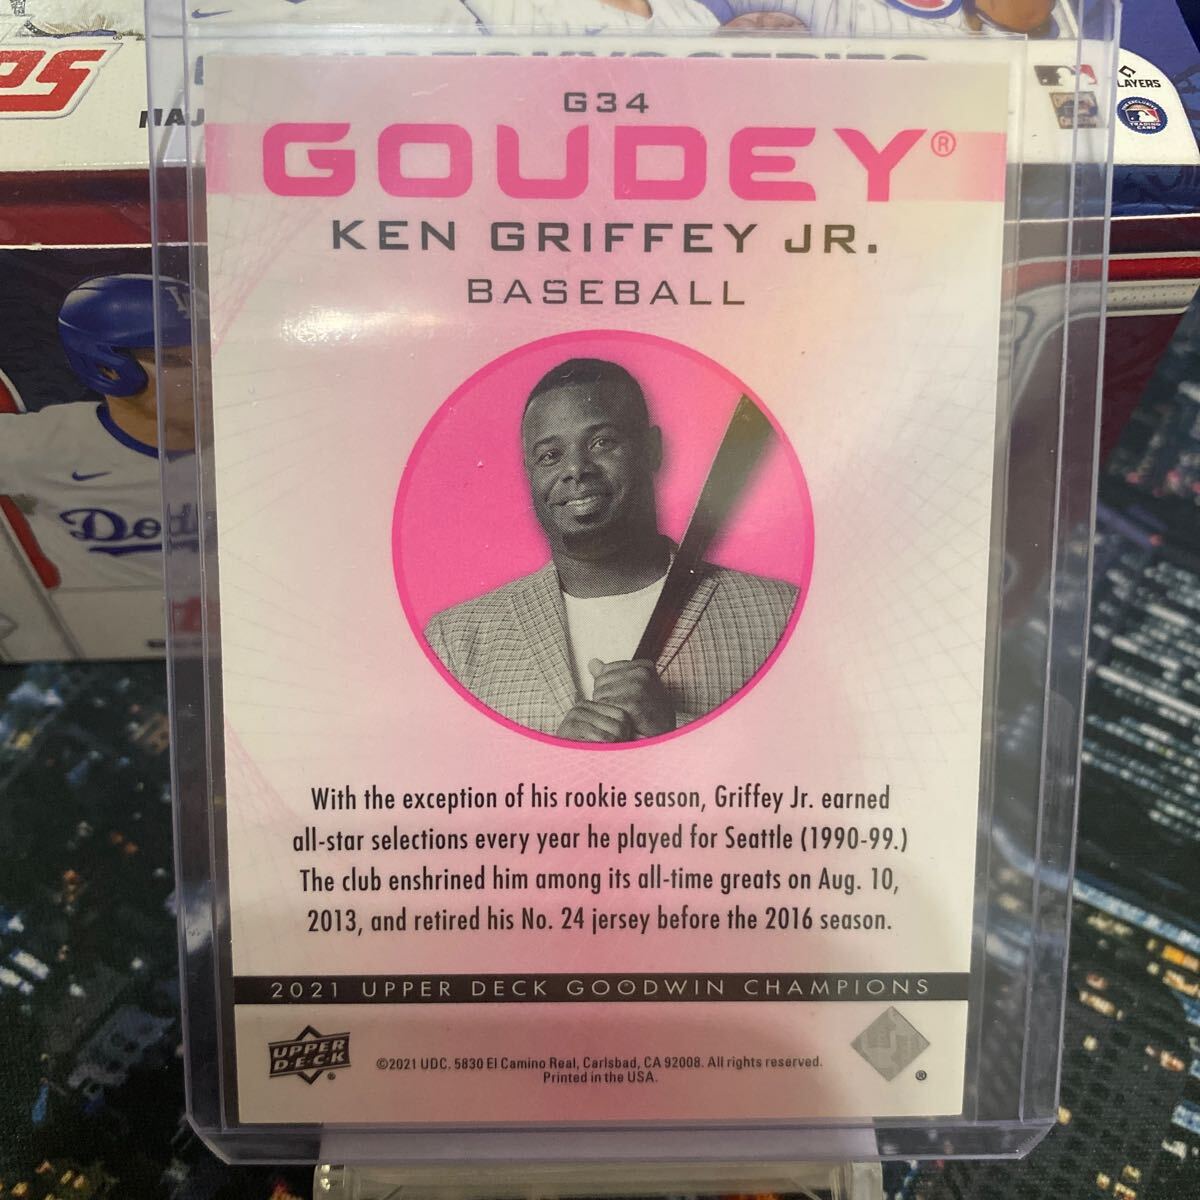 PS
MAJ
LAYERS
G34
GOUDEY®
KEN GRIFFEY JR.
BASEBALL
Dod
With the exception of his rookie season, Griffey Jr. earned
all-star selections every year he played for Seattle (1990-99.)
The club enshrined him among its all-time greats on Aug. 10,
2013, and retired his No. 24 jersey before the 2016 season.
2021 UPPER DECK GOODWIN CHAMPIONS
UPPER
DECK®
©2021 UDC. 5830 El Camino Real, Carlsbad, CA 92008. All rights reserved.
Printed in the USA.
®